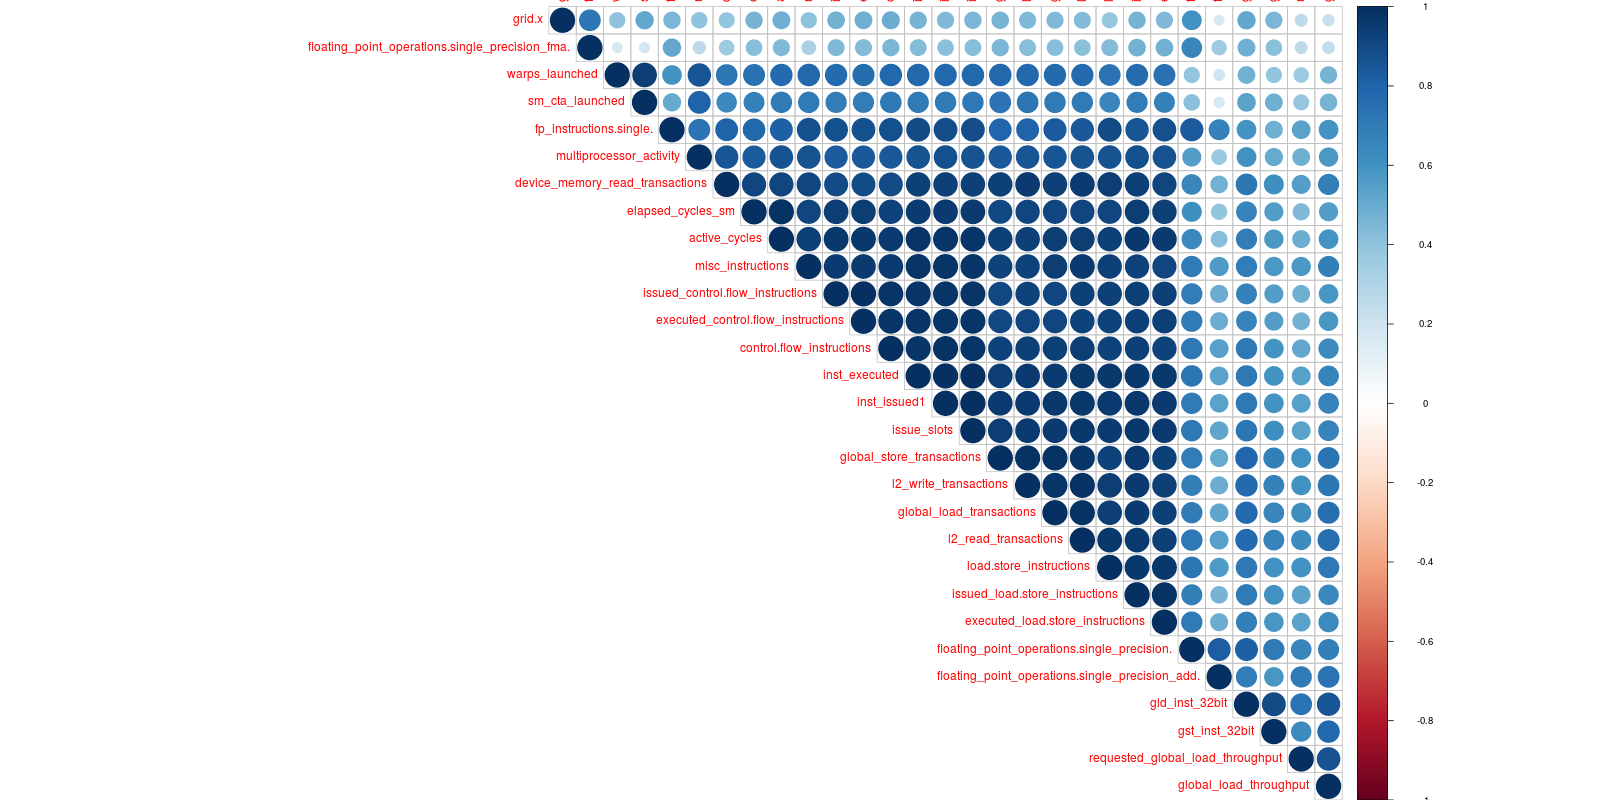 grid.x
floating_point_operations.single_precision_fma.
warps_launched
sm_cta_launched
fp_instructions.single.
multiprocessor_activity
device_memory_read_transactions
elapsed_cycles_sm
active_cycles
misc_instructions
issued_control.flow_instructions
executed_control.flow_instructions
control.flow_instructions
inst_executed
inst_issued1
issue_slots
global_store_transactions
l2_write_transactions
global_load_transactions
l2_read_transactions
load.store_instructions
issued_load.store_instructions
executed_load.store_instructions
floating_point_operations.single_precision.
floating_point_operations.single_precision_add.
gld_inst_32bit
gst_inst_32bit
requested_global_load_throughput
global_load_throughput
1
0.8
0.6
0.4
0.2
0
-0.2
-0.4
-0.6
-0.8